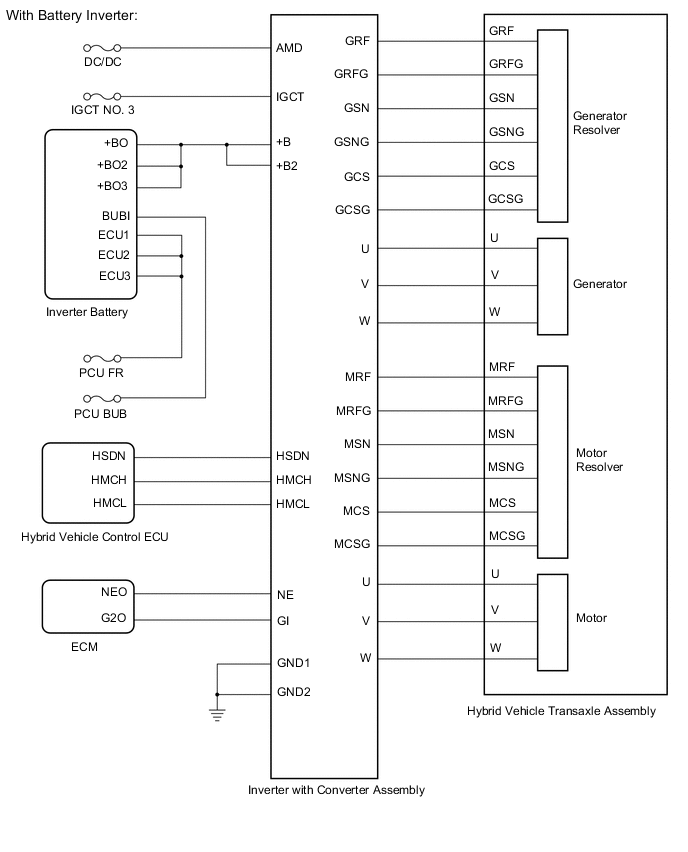 With Battery Inverter:
DC/DC
IGCT NO. 3
+BO
+BO2
+BO3
BUBI
ECU1
ECU2
ECU3
Inverter Battery
PCU FR
PCU BUB
HSDN
HMCH
HMCL
Hybrid Vehicle Control ECU
NEO
G2O
ECM
AMD
IGCT
+B
+B2
HSDN
HMCH
HMCL
NE
GI
GND1
GND2
GRF
GRFG
GSN
GSNG
GCS
GCSG
U
V
W
MRF
MRFG
MSN
MSNG
MCS
MCSG
U
V
W
Inverter with Converter Assembly
GRF
GRFG
GSN
GSNG
GCS
GCSG
Generator
Resolver
U
V
W
Generator
MRF
MRFG
MSN
MSNG
MCS
MCSG
Motor
Resolver
U
V
W
Motor
Hybrid Vehicle Transaxle Assembly